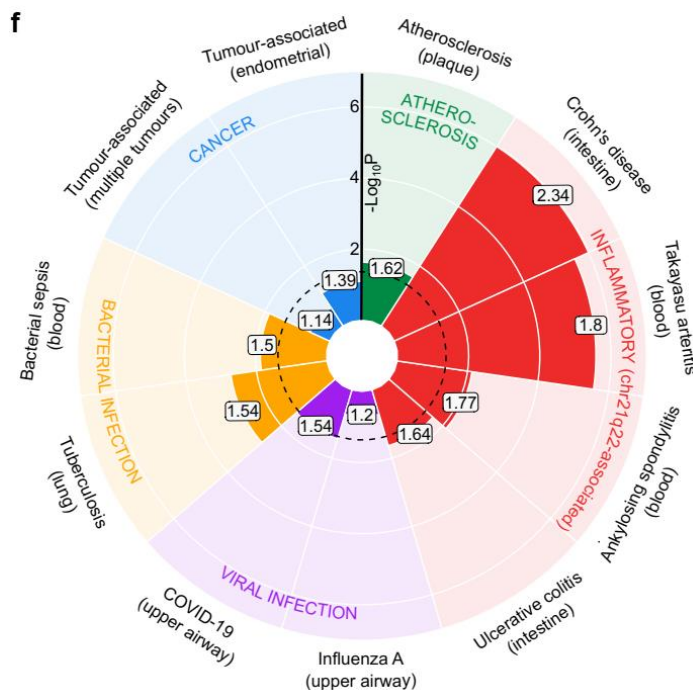 f
Tumour-associated
(endometrial)
Atherosclerosis
(plaque)
Tumour-associated
(multiple tumours)
Crohn's disease
(intestine)
CANCER
ATHERO-
SCLEROSIS
6
4
2
-Log₁₀P
2.34
INFLAMMATORY (chr21q22-associated)
Takayasu arteritis
(blood)
1.8
1.62
1.39
1.14
Bacterial sepsis
(blood)
BACTERIAL INFECTION
1.5
1.54
1.54
1.2
1.64
1.77
Tuberculosis
(lung)
Ankylosing spondylitis
(blood)
VIRAL INFECTION
COVID-19
(upper airway)
Influenza A
(upper airway)
Ulcerative colitis
(intestine)